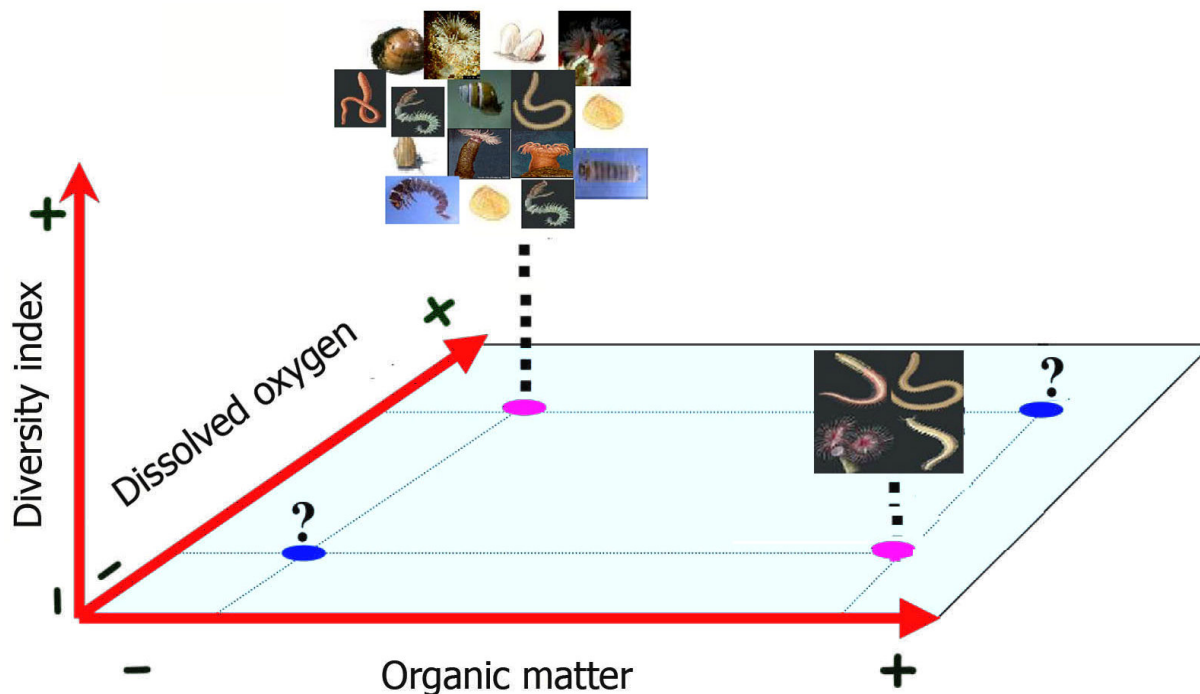 +
Diversity index
Dissolved oxygen
+
?
?
-
-
-
Organic matter
+